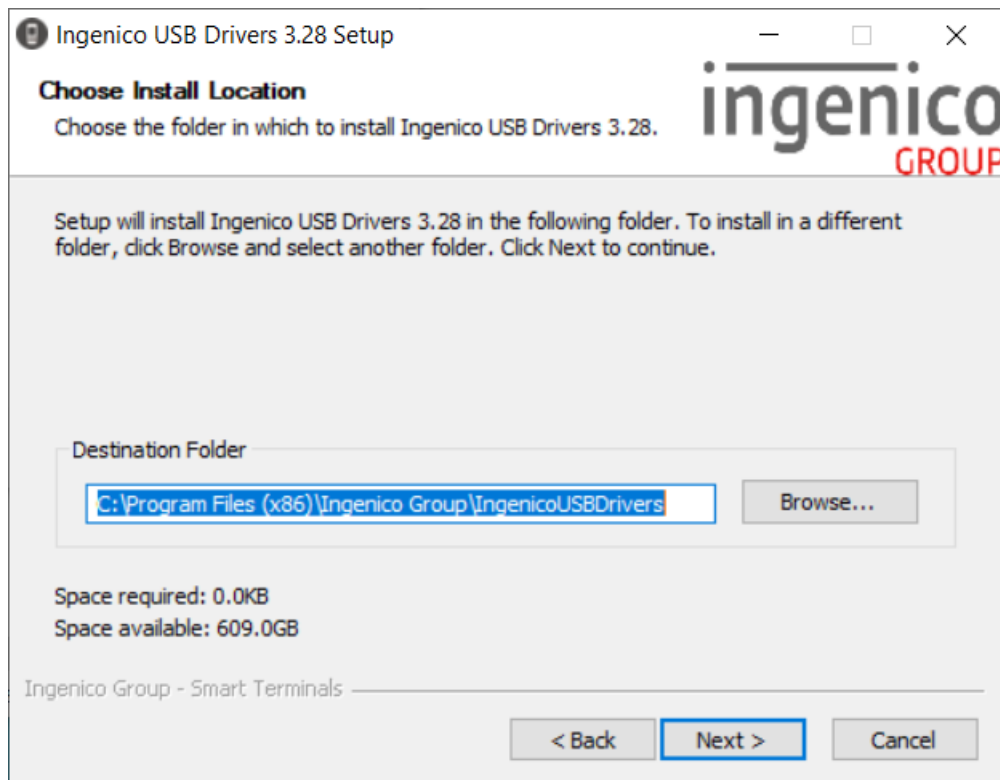 Ingenico USB Drivers 3.28 Setup
Choose Install Location
Choose the folder in which to install Ingenico USB Drivers 3.28.
ingenico
GROUP
Setup will install Ingenico USB Drivers 3.28 in the following folder. To install in a different
folder, click Browse and select another folder. Click Next to continue.
Destination Folder
C:\Program Files (x86)\Ingenico Group\IngenicoUSBDrivers
Browse...
Space required: 0.0KB
Space available: 609.0GB
Ingenico Group - Smart Terminals
< Back
Next >
Cancel